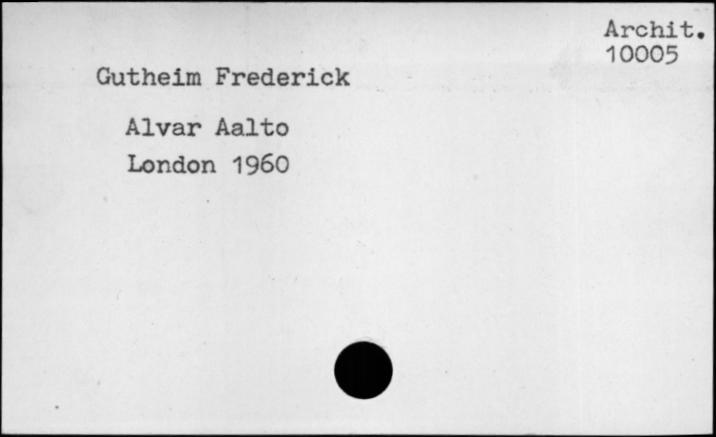 Archit.
10005
Gutheim Frederick
Alvar Aalto
London 1960